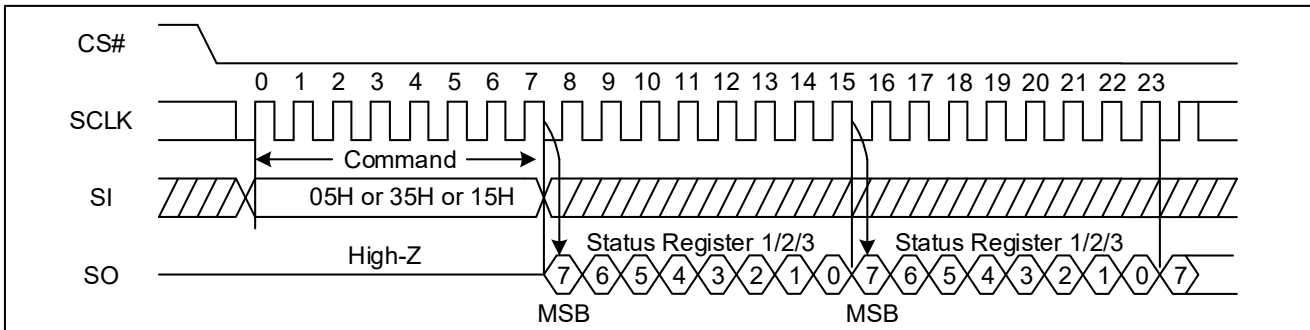 CS#
0 1 2 3 4 5 6 7 8 9 10 11 12 13 14 15 16 17 18 19 20 21 22 23
SCLK
Command
SI
05H or 35H or 15H
High-Z
Status Register 1/2/3 Status Register 1/2/3
SO
7 6 5 4 3 2 1 0 7 6 5 4 3 2 1 0 7
MSB MSB